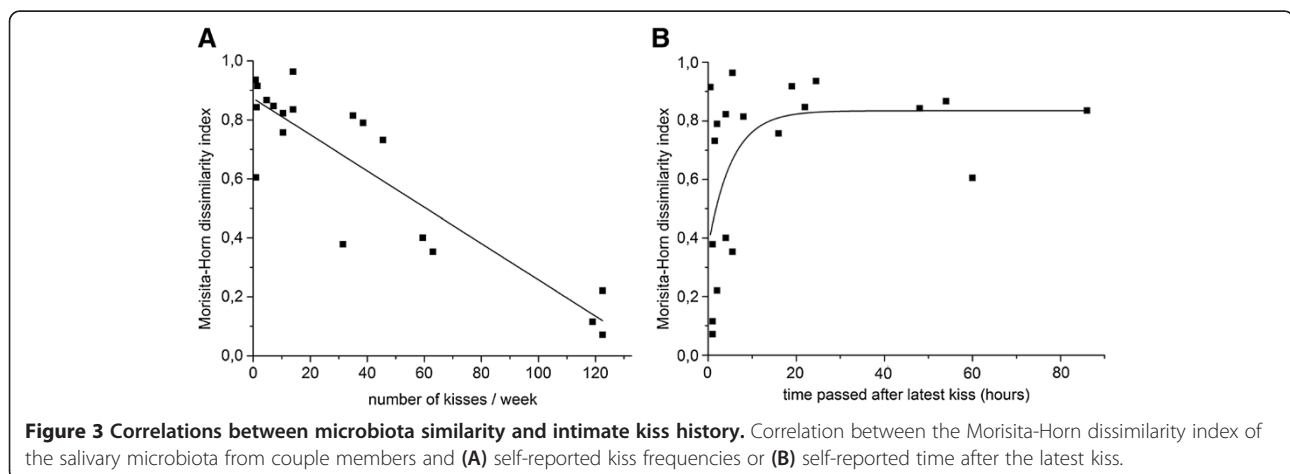 A
B
Morisita-Horn dissimilarity index
1,0
0,8
0,6
0,4
0,2
0,0
0 20 40 60 80 100 120
number of kisses / week
Morisita-Horn dissimilarity index
1,0
0,8
0,6
0,4
0,2
0,0
0 20 40 60 80
time passed after latest kiss (hours)
Figure 3 Correlations between microbiota similarity and intimate kiss history. Correlation between the Morisita-Horn dissimilarity index of
the salivary microbiota from couple members and (A) self-reported kiss frequencies or (B) self-reported time after the latest kiss.